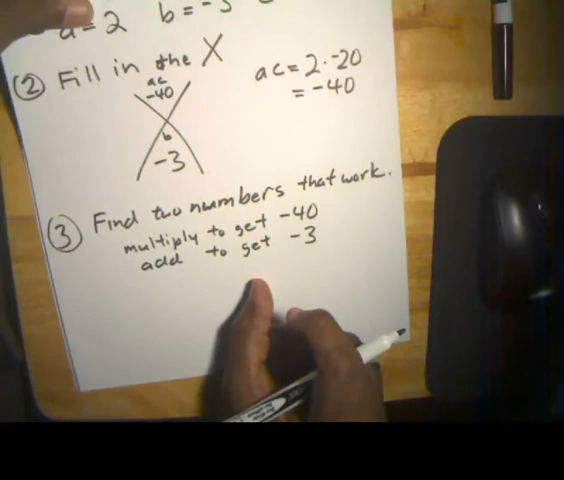 a=2 b=-3
② Fill in the X
ac
-40
b
-3
ac = 2·-20
= -40
③ Find two numbers that work.
multiply to get -40
add to get -3